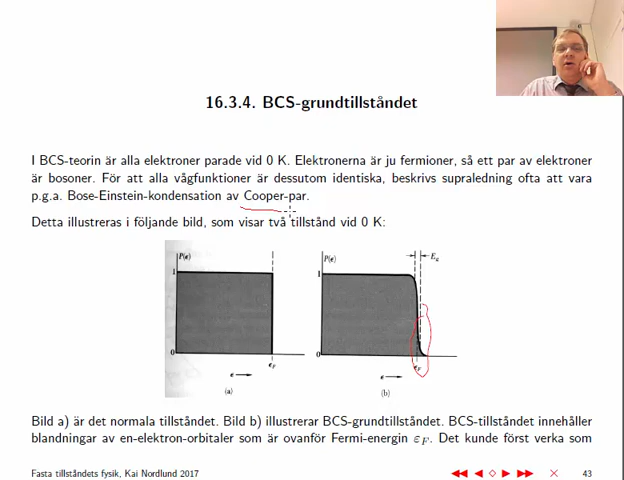 16.3.4. BCS-grundtillståndet
I BCS-teorin är alla elektroner parade vid 0 K. Elektronerna är ju fermioner, så ett par av elektroner
är bosoner. För att alla vågfunktioner är dessutom identiska, beskrivs supraledning ofta att vara
p.g.a. Bose-Einstein-kondensation av Cooper-par.
Detta illustreras i följande bild, som visar två tillstånd vid 0 K:
P(ϵ)
1
0
ϵF
ϵ
(a)
P(ϵ)
Eg
1
0
ϵF
ϵ
(b)
Bild a) är det normala tillståndet. Bild b) illustrerar BCS-grundtillståndet. BCS-tillståndet innehåller
blandningar av en-elektron-orbitaler som är ovanför Fermi-energin εF. Det kunde först verka som
Fasta tillståndets fysik, Kai Nordlund 2017
43